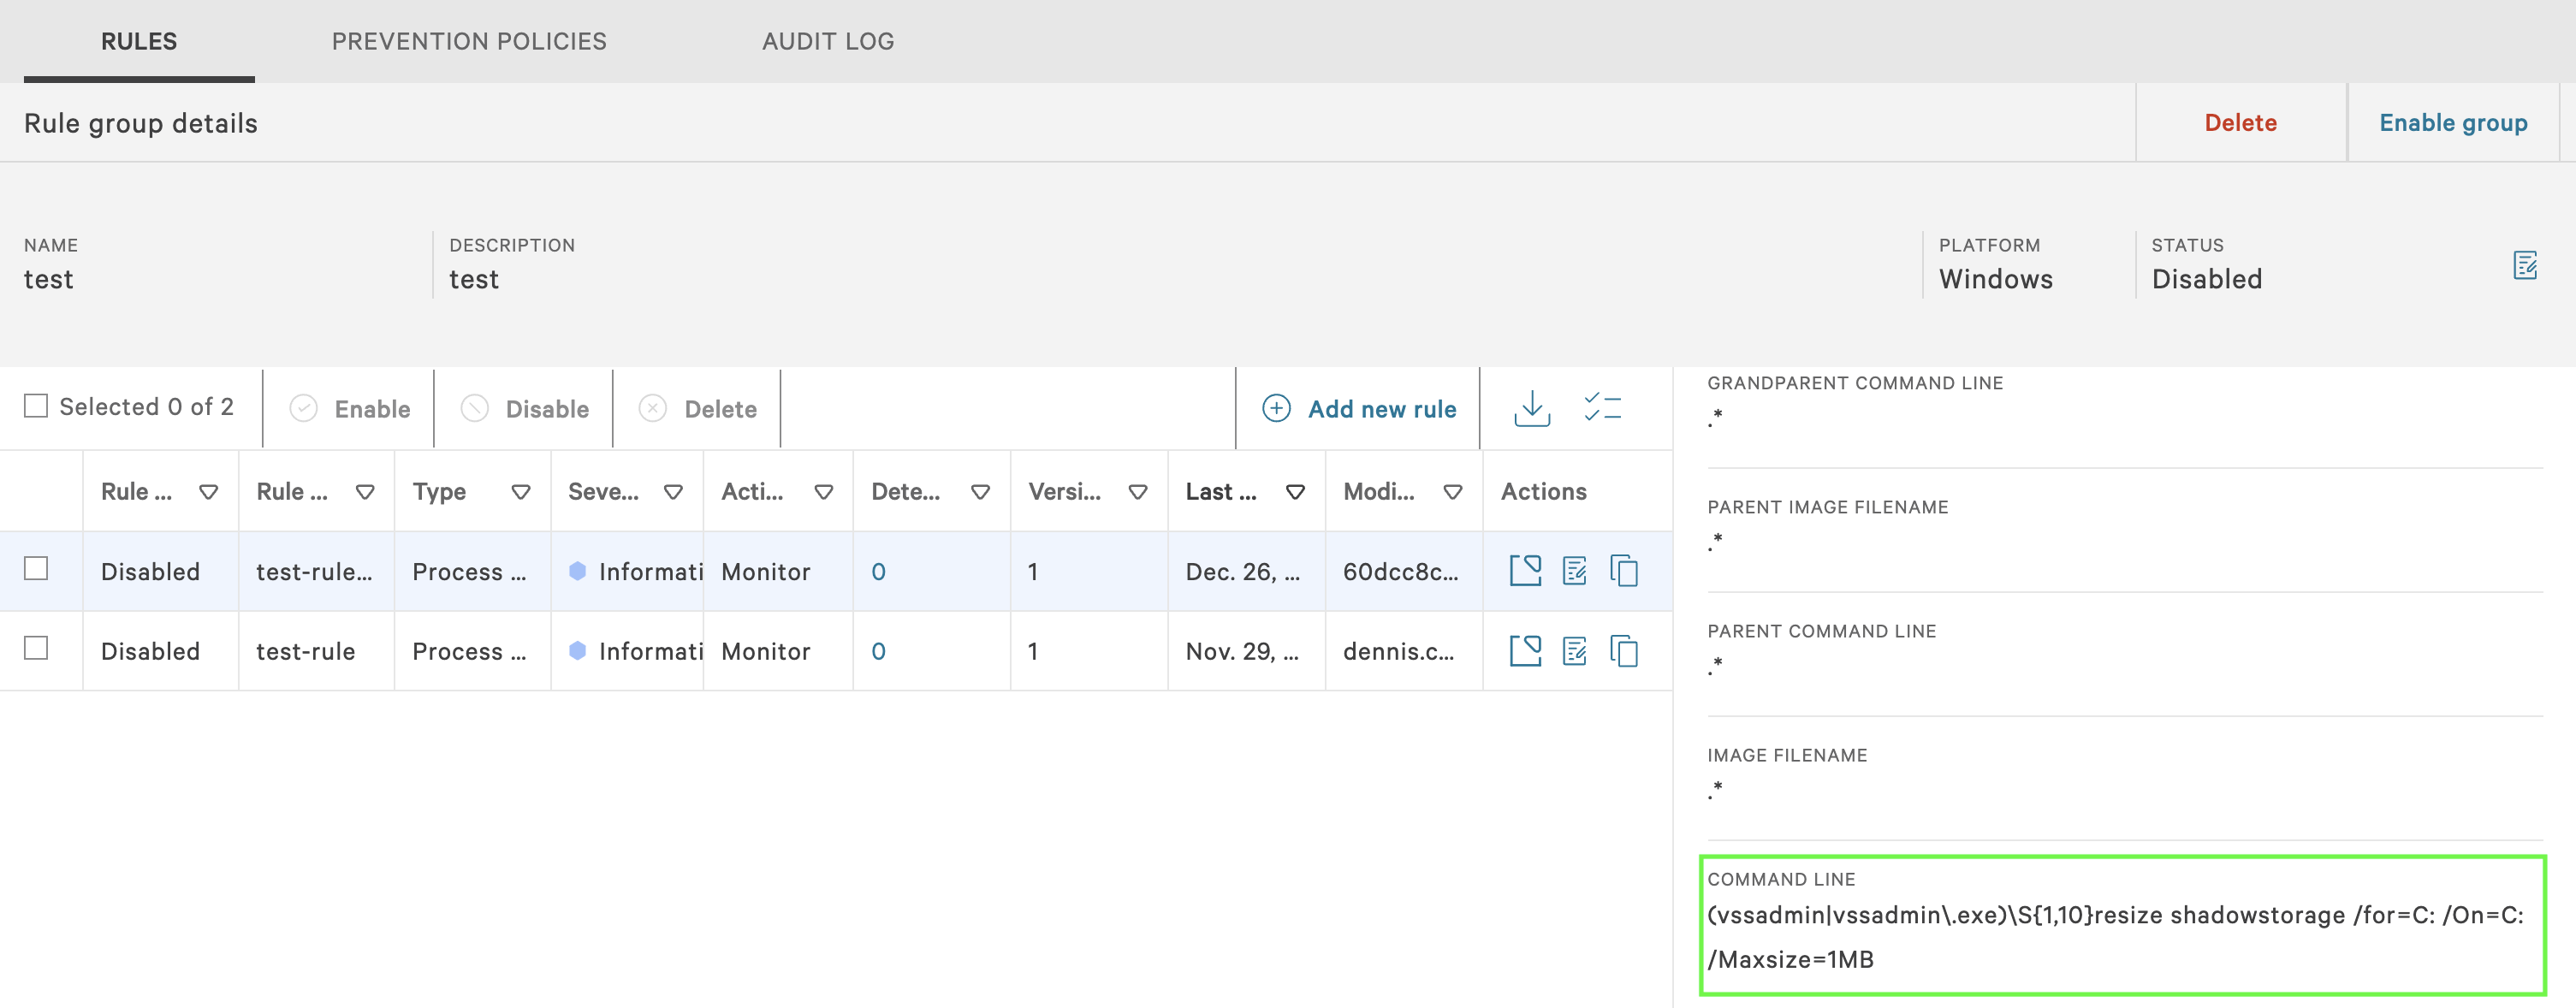 RULES PREVENTION POLICIES AUDIT LOG
Rule group details Delete Enable group
NAME DESCRIPTION PLATFORM STATUS
test test Windows Disabled
Selected 0 of 2 Enable Disable Delete Add new rule
Rule ... Rule ... Type Seve... Acti... Dete... Versi... Last ... Modi... Actions
Disabled test-rule... Process ... Informati Monitor 0 1 Dec. 26, ... 60dcc8c...
Disabled test-rule Process ... Informati Monitor 0 1 Nov. 29, ... dennis.c...
GRANDPARENT COMMAND LINE
.*
PARENT IMAGE FILENAME
.*
PARENT COMMAND LINE
.*
IMAGE FILENAME
.*
COMMAND LINE
(vssadmin|vssadmin\.exe)\S{1,10}resize shadowstorage /for=C: /On=C:
/Maxsize=1MB